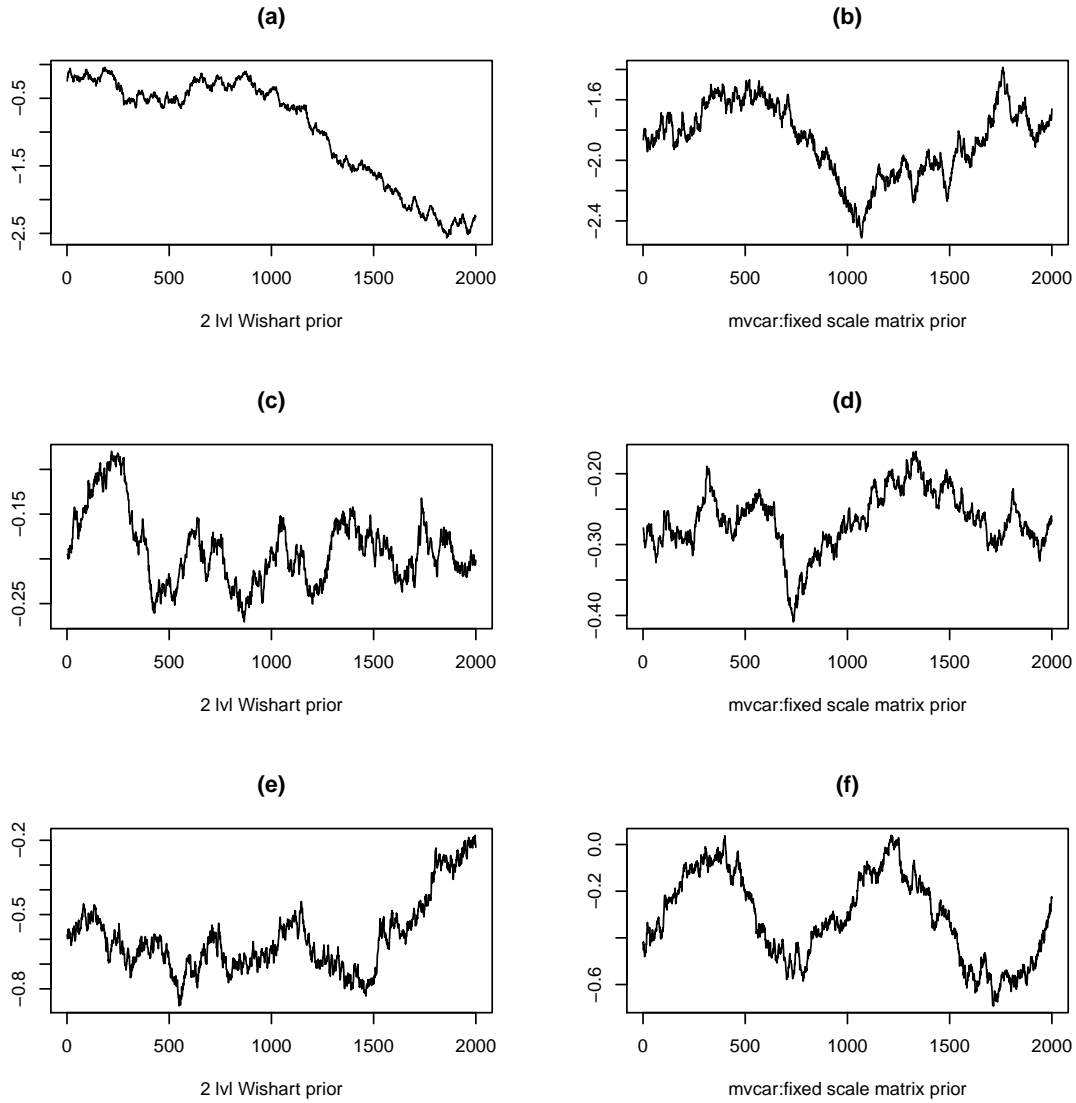 (a)
−0.5
−1.5
−2.5
0 500 1000 1500 2000
2 lvl Wishart prior
(b)
−1.6
−2.0
−2.4
0 500 1000 1500 2000
mvcar:fixed scale matrix prior
(c)
−0.15
−0.25
0 500 1000 1500 2000
2 lvl Wishart prior
(d)
−0.20
−0.30
−0.40
0 500 1000 1500 2000
mvcar:fixed scale matrix prior
(e)
−0.2
−0.5
−0.8
0 500 1000 1500 2000
2 lvl Wishart prior
(f)
0.0
−0.2
−0.6
0 500 1000 1500 2000
mvcar:fixed scale matrix prior